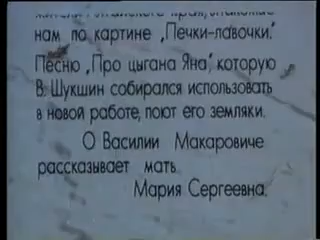 нам по картине „Печки-лавочки."
Песню „Про цыгана Яна", которую
В. Шукшин собирался использовать
в новой работе, поют его земляки.
О Василии Макаровиче
рассказывает мать
Мария Сергеевна.